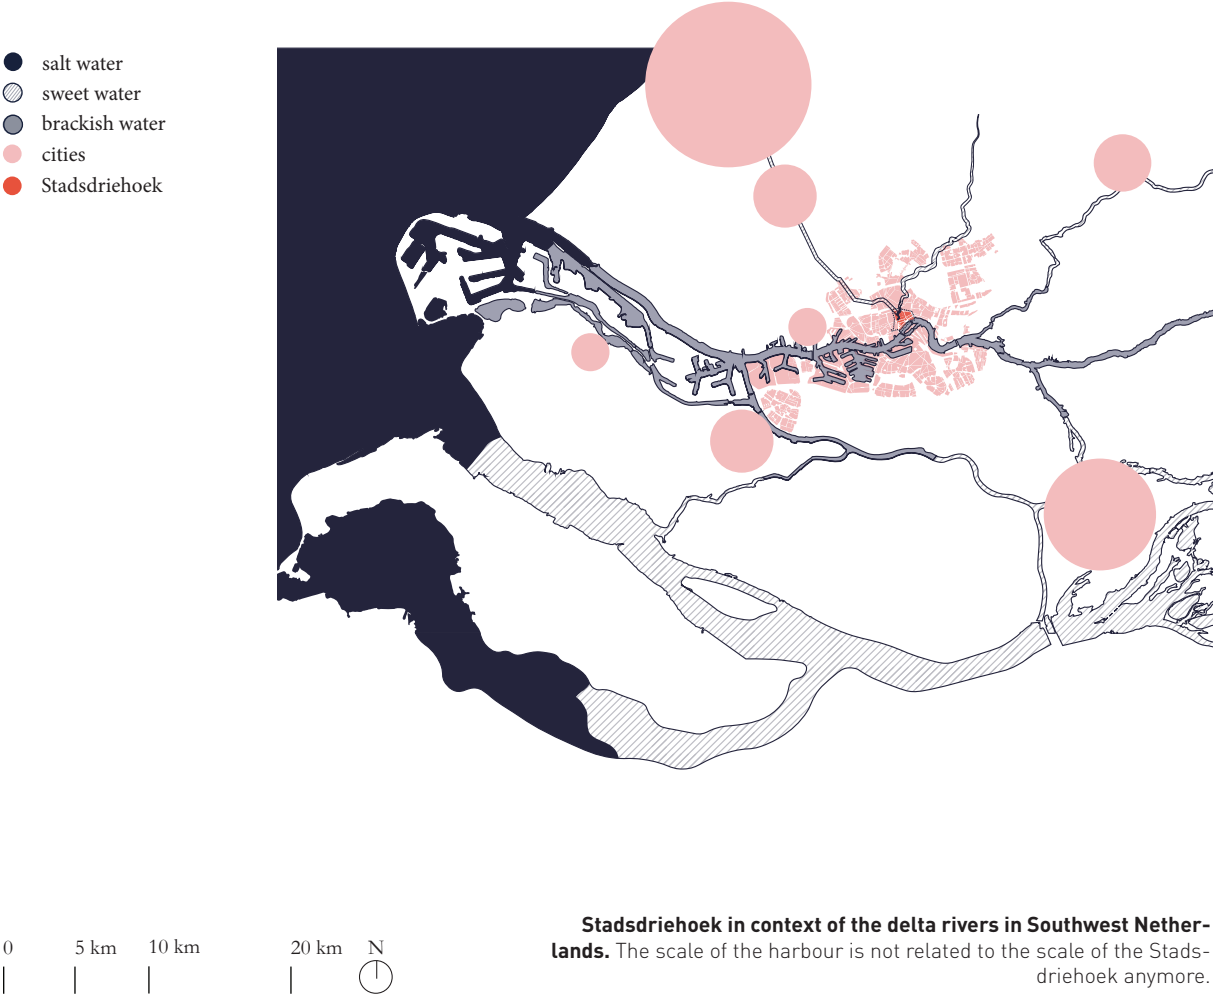 salt water
sweet water
brackish water
cities
Stadsdriehoek
0
5 km
10 km
20 km
N
Stadsdriehoek in context of the delta rivers in Southwest Nether-
lands. The scale of the harbour is not related to the scale of the Stads-
driehoek anymore.